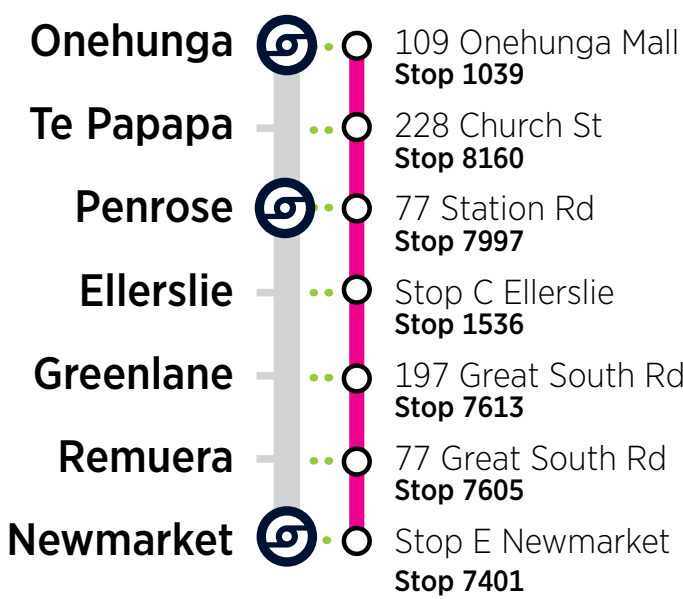 Onehunga
109 Onehunga Mall
Stop 1039
Te Papapa
228 Church St
Stop 8160
Penrose
77 Station Rd
Stop 7997
Ellerslie
Stop C Ellerslie
Stop 1536
Greenlane
197 Great South Rd
Stop 7613
Remuera
77 Great South Rd
Stop 7605
Newmarket
Stop E Newmarket
Stop 7401